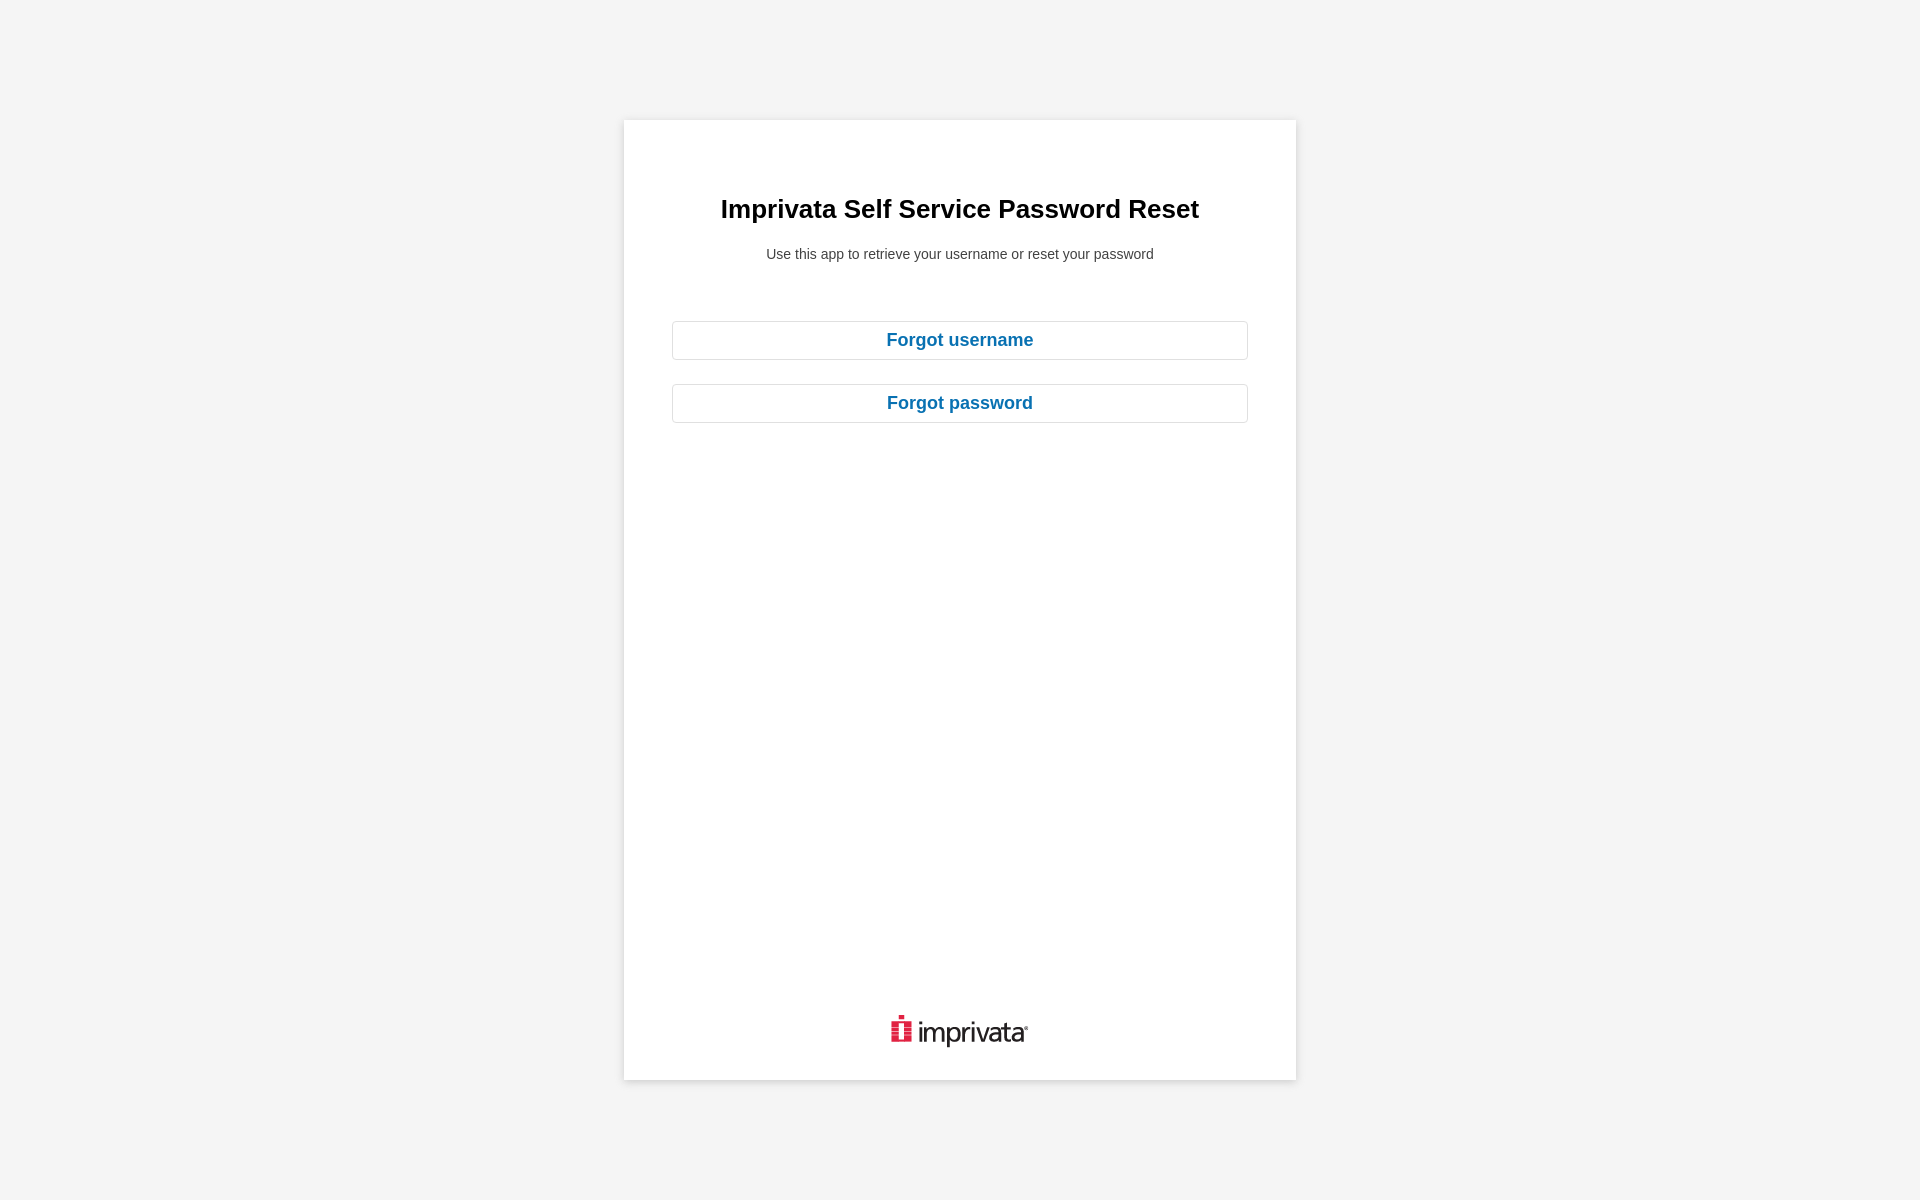 Imprivata Self Service Password Reset
Use this app to retrieve your username or reset your password
Forgot username
Forgot password
imprivata®